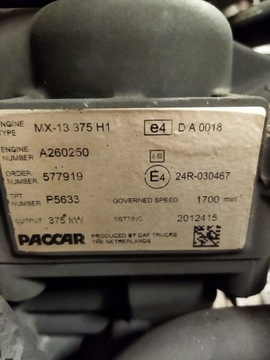 ENGINE TYPE MX-13 375 H1 e4 D A 0018
ENGINE NUMBER A260250
ORDER NUMBER 577919 E4 24R-030467
TPT NUMBER P5633 GOVERNED SPEED 1700 min
OUTPUT 375 kW SETTING 2012415
PACCAR PRODUCED BY DAF TRUCKS
THE NETHERLANDS